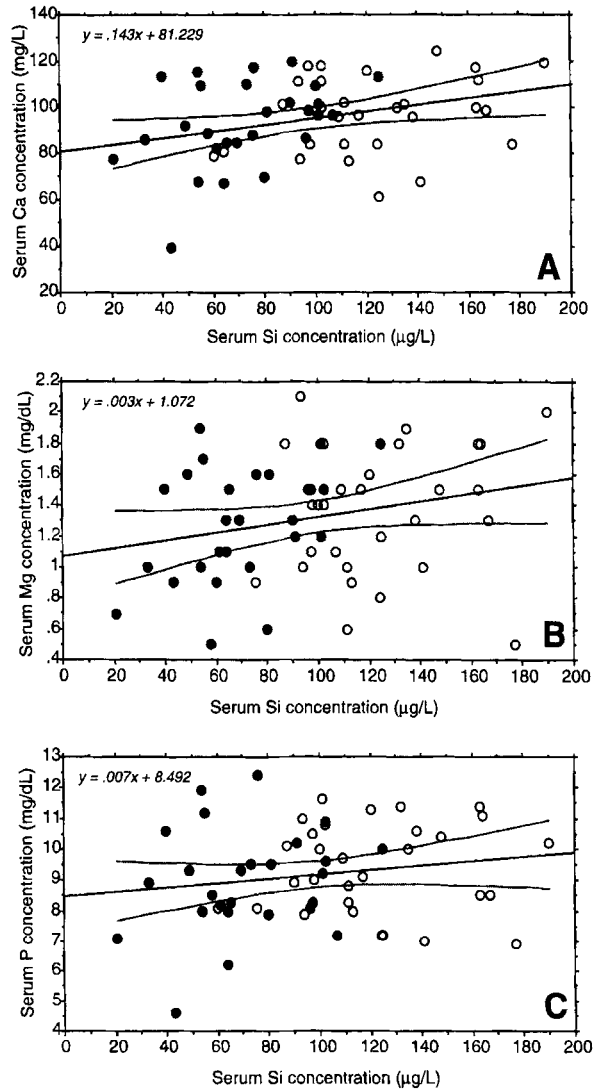 y = .143x + 81.229
Serum Ca concentration (mg/L)
140
120
100
80
60
40
20
0 20 40 60 80 100 120 140 160 180 200
Serum Si concentration (µg/L)
A
y = .003x + 1.072
Serum Mg concentration (mg/dL)
2.2
2
1.8
1.6
1.4
1.2
1
.8
.6
.4
0 20 40 60 80 100 120 140 160 180 200
Serum Si concentration (µg/L)
B
y = .007x + 8.492
Serum P concentration (mg/dL)
13
12
11
10
9
8
7
6
5
4
0 20 40 60 80 100 120 140 160 180 200
Serum Si concentration (µg/L)
C